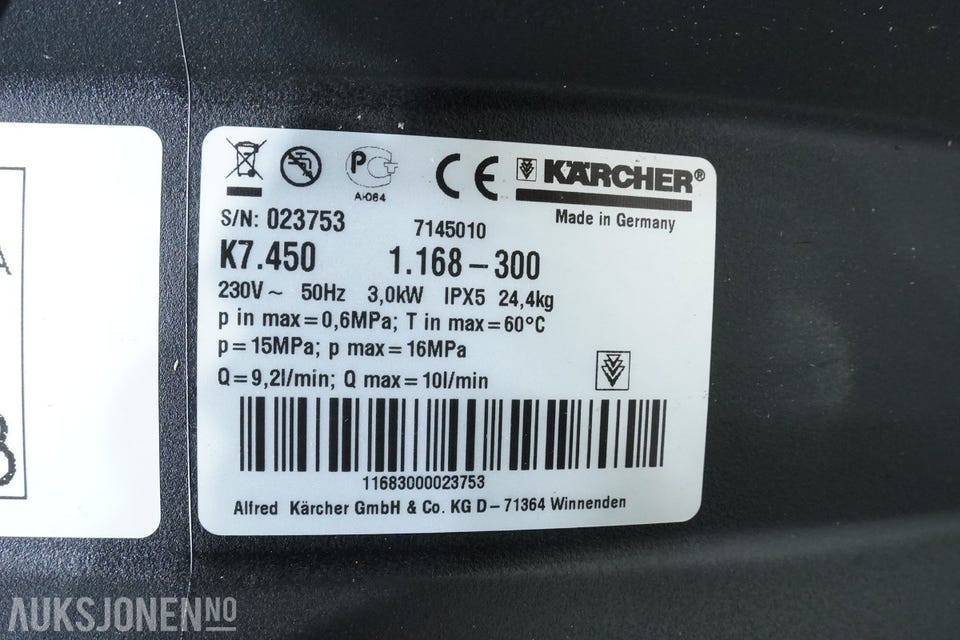 A
3
P
A‹064
CE
KÄRCHER®
Made in Germany
S/N: 023753 7145010
K7.450 1.168–300
230V ~ 50Hz 3,0kW IPX5 24,4kg
p in max=0,6MPa; T in max=60°C
p=15MPa; p max=16MPa
Q=9,2l/min; Q max=10l/min
11683000023753
Alfred Kärcher GmbH & Co. KG D–71364 Winnenden
AUKSJONEN.NO